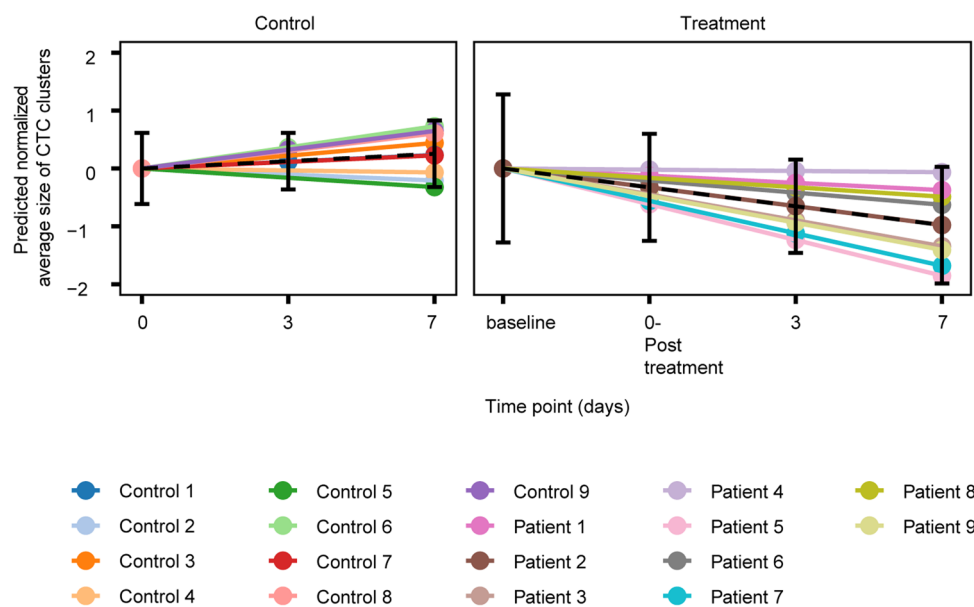 Control
Treatment
Predicted normalized
average size of CTC clusters
2
1
0
−1
−2
0
3
7
baseline
0-
Post
treatment
3
7
Time point (days)
Control 1
Control 5
Control 9
Patient 4
Patient 8
Control 2
Control 6
Patient 1
Patient 5
Patient 9
Control 3
Control 7
Patient 2
Patient 6
Control 4
Control 8
Patient 3
Patient 7